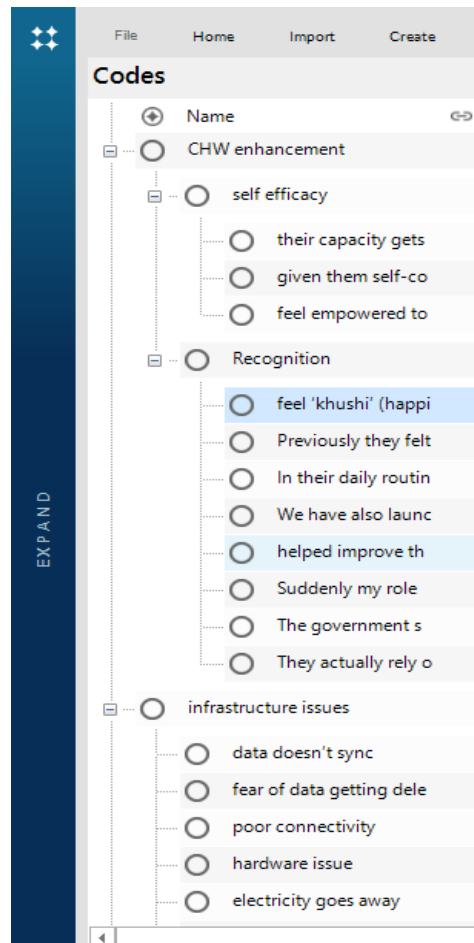 File Home Import Create
Codes
Name
CHW enhancement
self efficacy
their capacity gets
given them self-co
feel empowered to
Recognition
feel ‘khushi’ (happi
Previously they felt
In their daily routin
We have also launc
helped improve th
Suddenly my role
The government s
They actually rely o
infrastructure issues
data doesn’t sync
fear of data getting dele
poor connectivity
hardware issue
electricity goes away
EXPAND